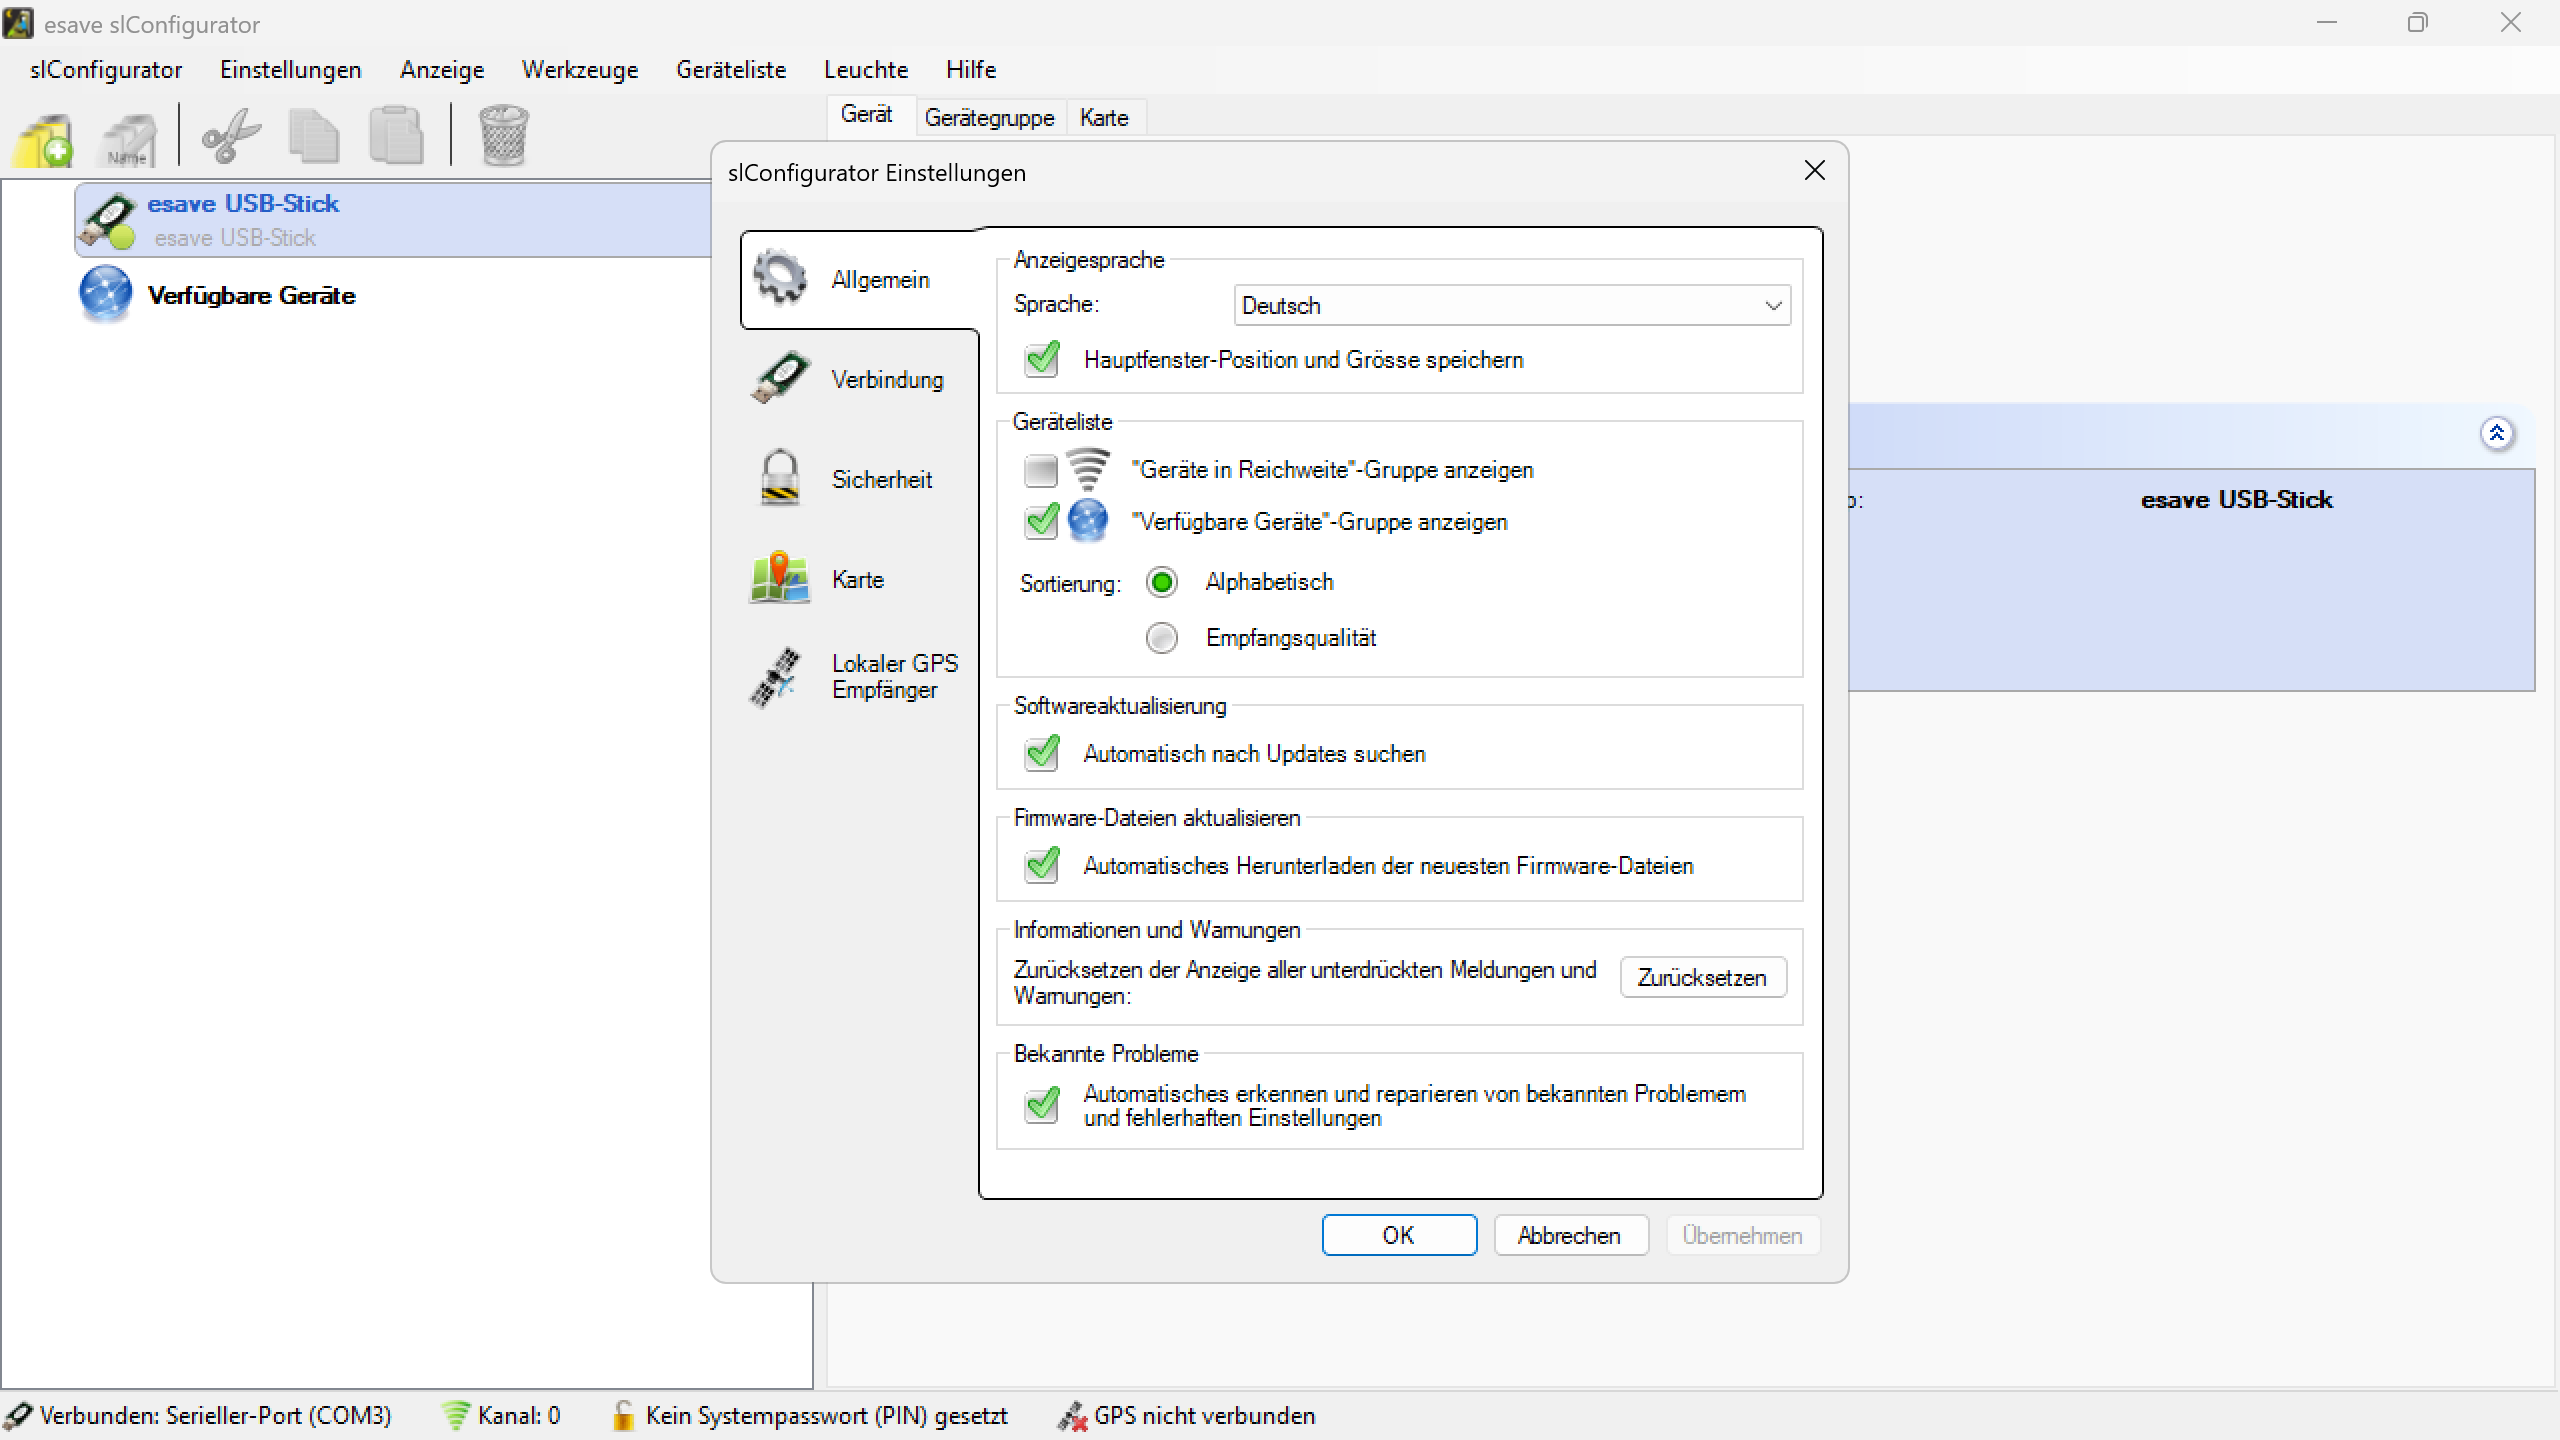 esave slConfigurator
slConfigurator Einstellungen Anzeige Werkzeuge Geräteliste Leuchte Hilfe
Name
Gerät Gerätegruppe Karte
esave USB-Stick
esave USB-Stick
Verfügbare Geräte
slConfigurator Einstellungen
Allgemein
Verbindung
Sicherheit
Karte
Lokaler GPS
Empfänger
Anzeigesprache
Sprache: Deutsch
Hauptfenster-Position und Grösse speichern
Geräteliste
"Geräte in Reichweite"-Gruppe anzeigen
"Verfügbare Geräte"-Gruppe anzeigen
Sortierung: Alphabetisch
Empfangsqualität
Softwareaktualisierung
Automatisch nach Updates suchen
Firmware-Dateien aktualisieren
Automatisches Herunterladen der neuesten Firmware-Dateien
Informationen und Warnungen
Zurücksetzen der Anzeige aller unterdrückten Meldungen und
Warnungen:
Zurücksetzen
Bekannte Probleme
Automatisches erkennen und reparieren von bekannten Problemem
und fehlerhaften Einstellungen
OK Abbrechen Übernehmen
esave USB-Stick
Verbunden: Serieller-Port (COM3) Kanal: 0 Kein Systempasswort (PIN) gesetzt GPS nicht verbunden